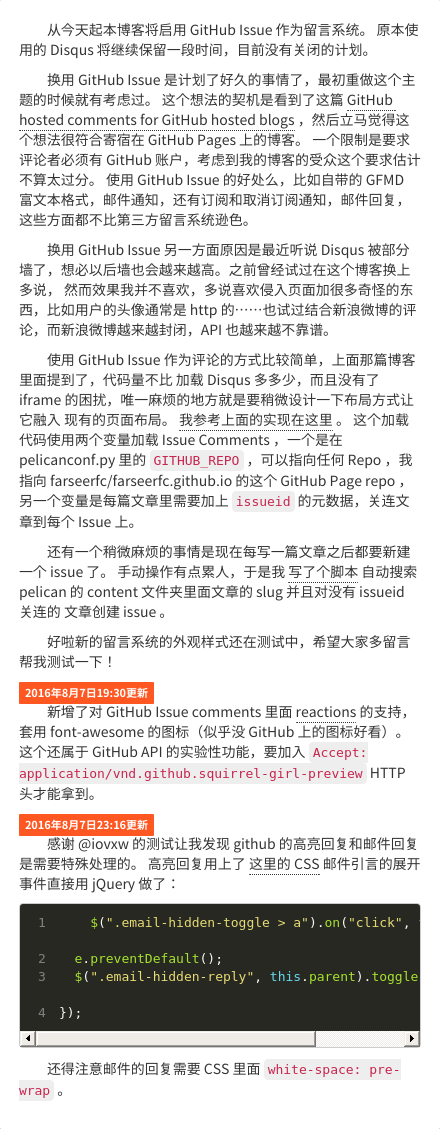 从今天起本博客将启用 GitHub Issue 作为留言系统。 原本使
用的 Disqus 将继续保留一段时间，目前没有关闭的计划。
换用 GitHub Issue 是计划了好久的事情了，最初重做这个主
题的时候就有考虑过。 这个想法的契机是看到了这篇 GitHub
hosted comments for GitHub hosted blogs ，然后立马觉得这
个想法很符合寄宿在 GitHub Pages 上的博客。 一个限制是要求
评论者必须有 GitHub 账户，考虑到我的博客的受众这个要求估计
不算太过分。 使用 GitHub Issue 的好处么，比如自带的 GFMD
富文本格式，邮件通知，还有订阅和取消订阅通知，邮件回复，
这些方面都不比第三方留言系统逊色。
换用 GitHub Issue 另一方面原因是最近听说 Disqus 被部分
墙了，想必以后墙也会越来越高。之前曾经试过在这个博客换上
多说， 然而效果我并不喜欢，多说喜欢侵入页面加很多奇怪的东
西，比如用户的头像通常是 http 的……也试过结合新浪微博的评
论，而新浪微博越来越封闭，API 也越来越不靠谱。
使用 GitHub Issue 作为评论的方式比较简单，上面那篇博客
里面提到了，代码量不比 加载 Disqus 多多少，而且没有了
iframe 的困扰，唯一麻烦的地方就是要稍微设计一下布局方式让
它融入 现有的页面布局。 我参考上面的实现在这里 。 这个加载
代码使用两个变量加载 Issue Comments ，一个是在
pelicanconf.py 里的 GITHUB_REPO ，可以指向任何 Repo ，我
指向 farseerfc/farseerfc.github.io 的这个 GitHub Page repo ，
另一个变量是每篇文章里需要加上 issueid 的元数据，关连文
章到每个 Issue 上。
还有一个稍微麻烦的事情是现在每写一篇文章之后都要新建
一个 issue 了。 手动操作有点累人，于是我 写了个脚本 自动搜索
pelican 的 content 文件夹里面文章的 slug 并且对没有 issueid
关连的 文章创建 issue 。
好啦新的留言系统的外观样式还在测试中，希望大家多留言
帮我测试一下！
2016年8月7日19:30更新
新增了对 GitHub Issue comments 里面 reactions 的支持，
套用 font-awesome 的图标（似乎没 GitHub 上的图标好看）。
这个还属于 GitHub API 的实验性功能，要加入 Accept:
application/vnd.github.squirrel-girl-preview HTTP
头才能拿到。
2016年8月7日23:16更新
感谢 @iovxw 的测试让我发现 github 的高亮回复和邮件回复
是需要特殊处理的。 高亮回复用上了 这里的 CSS 邮件引言的展开
事件直接用 jQuery 做了：
1 $(".email-hidden-toggle > a").on("click",
2 e.preventDefault();
3 $(".email-hidden-reply", this.parent).toggle
4 });
还得注意邮件的回复需要 CSS 里面 white-space: pre-
wrap 。